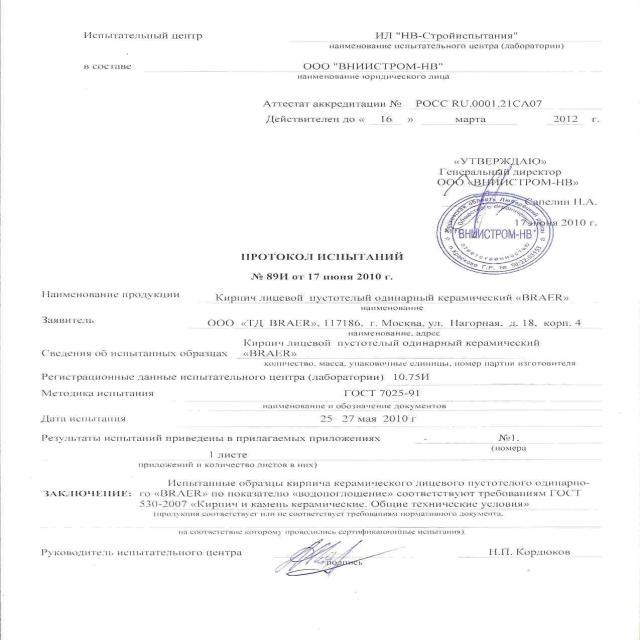 Испытательный центр ИЛ "НВ-Стройиспытания"
наименование испытательного центра (лаборатории)
в составе ООО "ВНИИСТРОМ-НВ"
наименование юридического лица
Аттестат аккредитации № РОСС RU.0001.21СА07
Действителен до « 16 » марта 2012 г.
«УТВЕРЖДАЮ»
Генеральный директор
ООО «ВНИИСТРОМ-НВ»
Сапелин Н.А.
17 июня 2010 г.
"ВНИИСТРОМ-НВ"
ПРОТОКОЛ ИСПЫТАНИЙ
№ 89И от 17 июня 2010 г.
Наименование продукции Кирпич лицевой пустотелый одинарный керамический «BRAER»
наименование
Заявитель ООО «ТД BRAER», 117186, г. Москва, ул. Нагорная, д. 18, корп. 4
наименование, адрес
Кирпич лицевой пустотелый одинарный керамический
Сведения об испытанных образцах «BRAER»
количество, масса, упаковочные единицы, номер партии изготовителя
Регистрационные данные испытательного центра (лаборатории) 10.75И
Методика испытания ГОСТ 7025-91
наименование и обозначение документов
Дата испытания 25- 27 мая 2010 г
Результаты испытаний приведены в прилагаемых приложениях - №1.
(номера
1 листе
приложений и количество листов в них)
Испытанные образцы кирпича керамического лицевого пустотелого одинарно-
ЗАКЛЮЧЕНИЕ: го «BRAER» по показателю «водопоглощение» соответствуют требованиям ГОСТ
530-2007 «Кирпич и камень керамические. Общие технические условия»
(продукция соответствует или не соответствует требованиям нормативного документа,
на соответствие которому проводились сертификационные испытания)
Руководитель испытательного центра Н.П. Кордюков
подпись